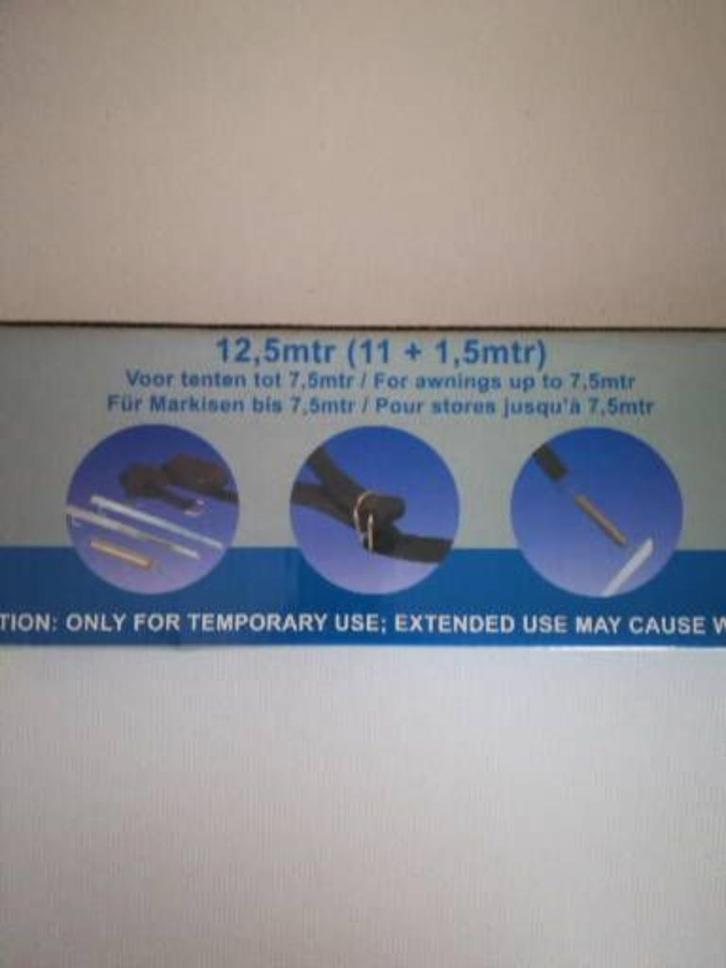 12,5mtr (11 + 1,5mtr)
Voor tenten tot 7,5mtr / For awnings up to 7,5mtr
Für Markisen bis 7,5mtr / Pour stores jusqu'à 7,5mtr
TION: ONLY FOR TEMPORARY USE; EXTENDED USE MAY CAUSE W